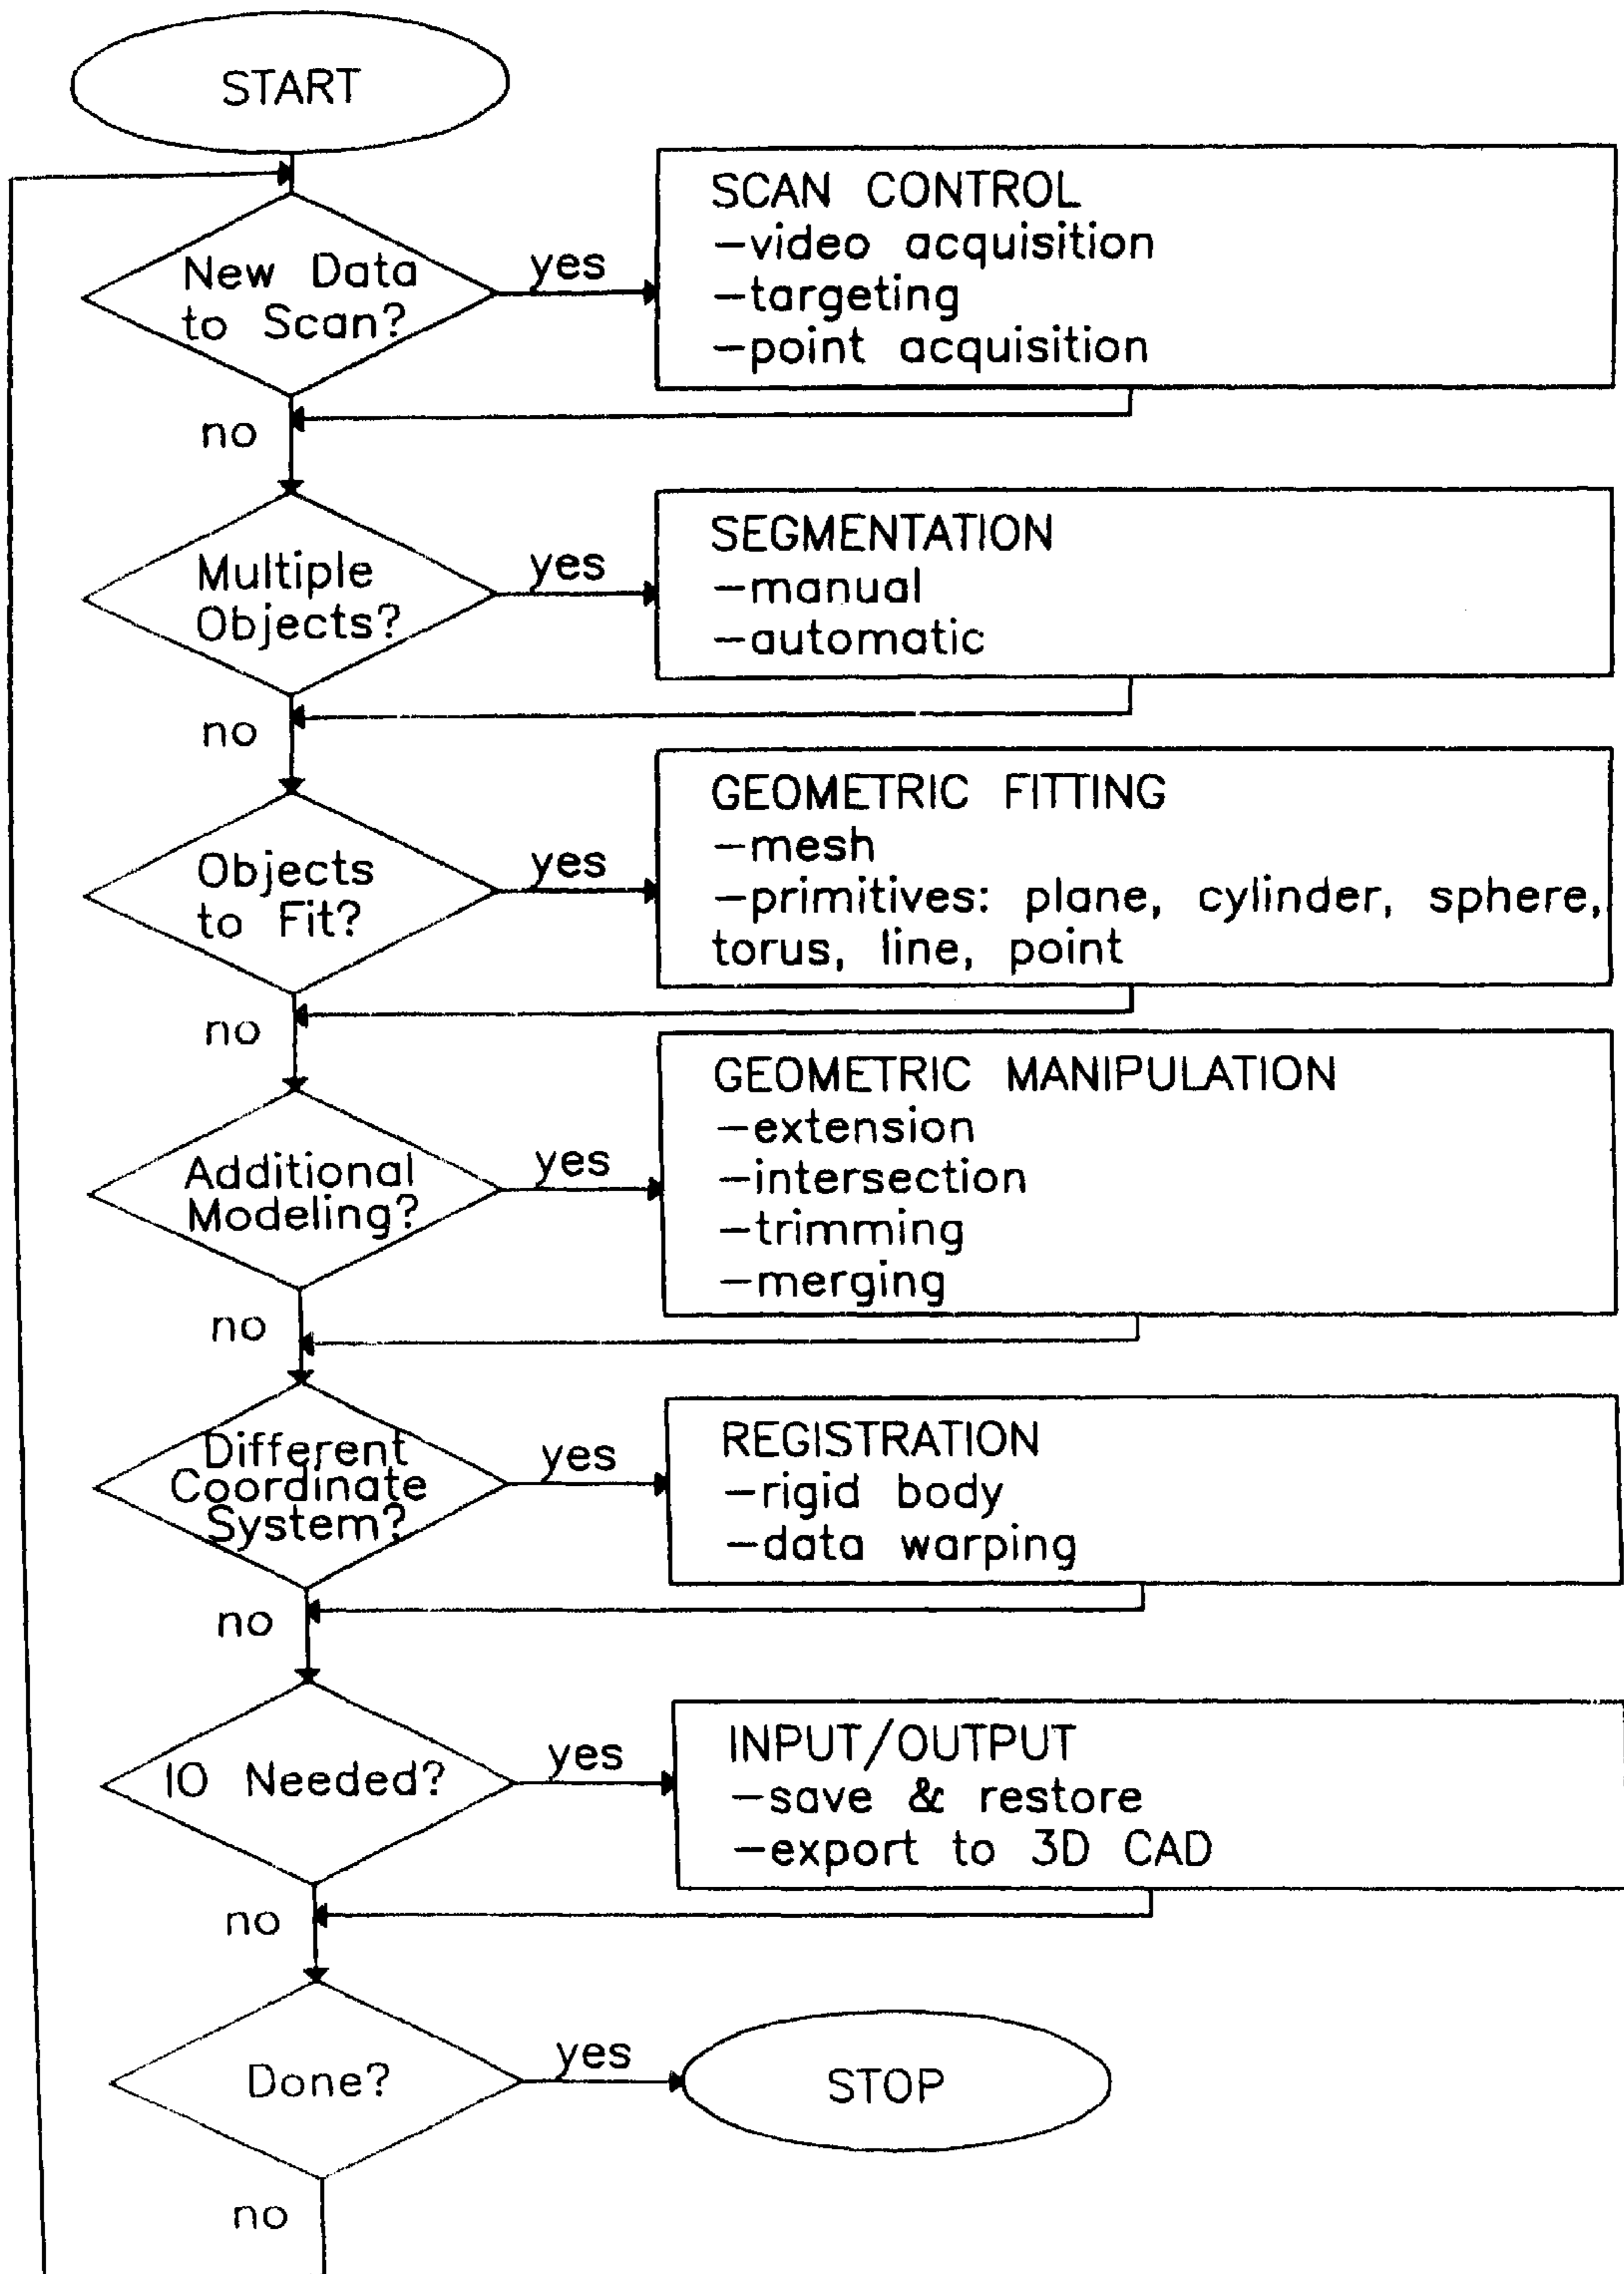 START
New Data
to Scan?
yes
no
SCAN CONTROL
-video acquisition
-targeting
-point acquisition
Multiple
Objects?
yes
no
SEGMENTATION
-manual
-automatic
Objects
to Fit?
yes
no
GEOMETRIC FITTING
-mesh
-primitives: plane, cylinder, sphere,
torus, line, point
Additional
Modeling?
yes
no
GEOMETRIC MANIPULATION
-extension
-intersection
-trimming
-merging
Different
Coordinate
System?
yes
no
REGISTRATION
-rigid body
-data warping
IO Needed?
yes
no
INPUT/OUTPUT
-save & restore
-export to 3D CAD
Done?
yes
no
STOP